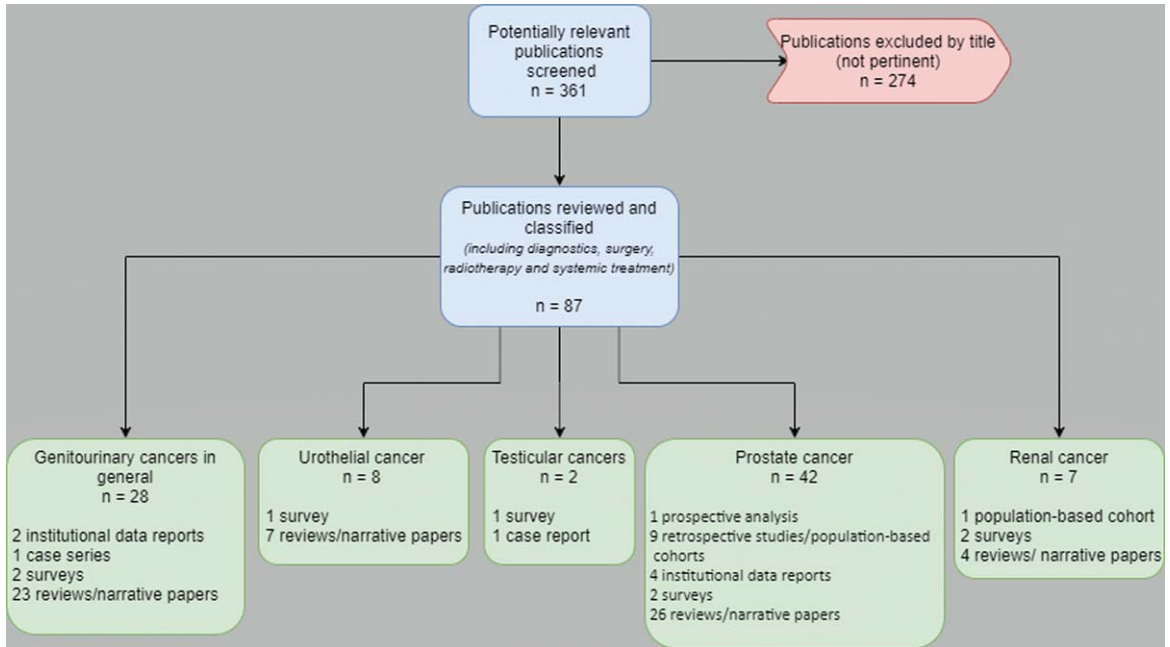 Potentially relevant
publications
screened
n = 361
Publications excluded by title
(not pertinent)
n = 274
Publications reviewed and
classified
(including diagnostics, surgery,
radiotherapy and systemic treatment)
n = 87
Genitourinary cancers in
general
n = 28
2 institutional data reports
1 case series
2 surveys
23 reviews/narrative papers
Urothelial cancer
n = 8
1 survey
7 reviews/narrative papers
Testicular cancers
n = 2
1 survey
1 case report
Prostate cancer
n = 42
1 prospective analysis
9 retrospective studies/population-based
cohorts
4 institutional data reports
2 surveys
26 reviews/narrative papers
Renal cancer
n = 7
1 population-based cohort
2 surveys
4 reviews/ narrative papers